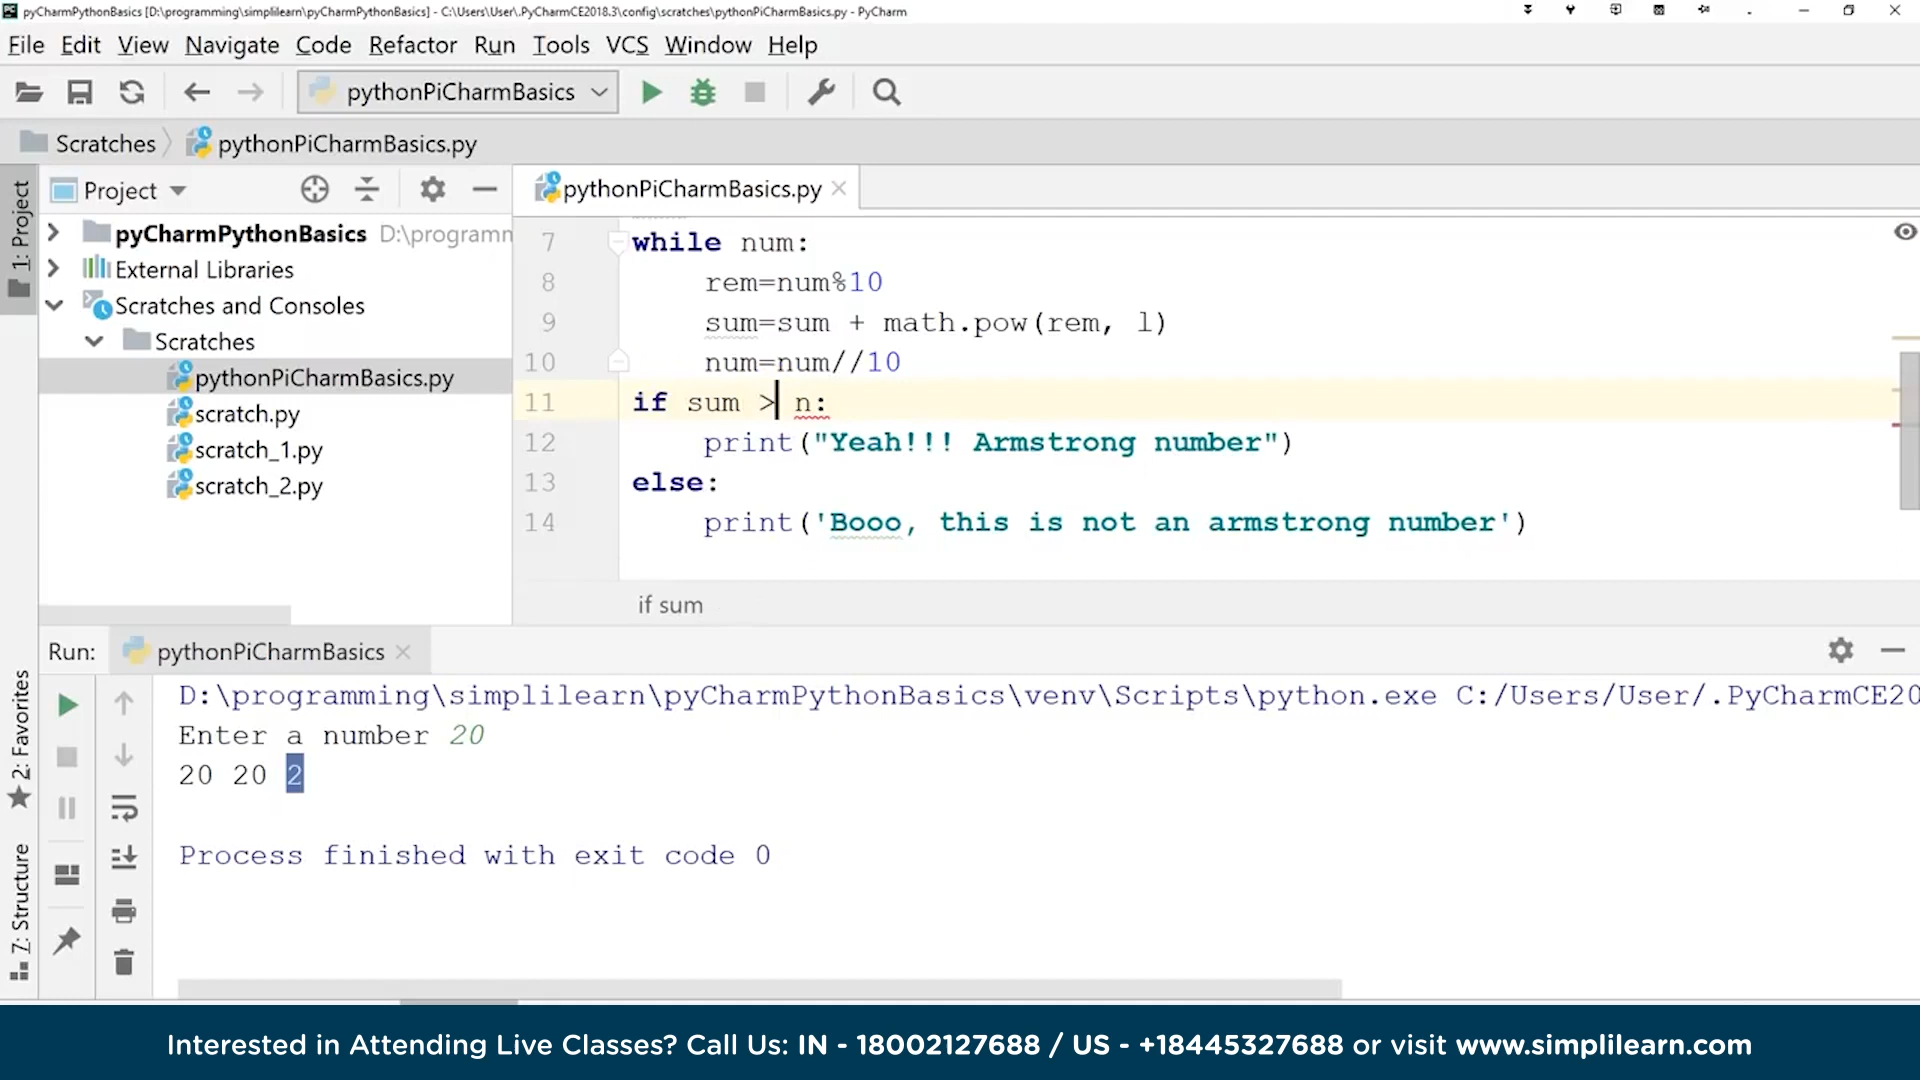 pyCharmPythonBasics [D:\programming\simplilearn\pyCharmPythonBasics] - C:\Users\User\.PyCharmCE2018.3\config\scratches\pythonPiCharmBasics.py - PyCharm
File Edit View Navigate Code Refactor Run Tools VCS Window Help
pythonPiCharmBasics
Scratches pythonPiCharmBasics.py
1: Project
Project
pyCharmPythonBasics D:\programm
External Libraries
Scratches and Consoles
Scratches
pythonPiCharmBasics.py
scratch.py
scratch_1.py
scratch_2.py
pythonPiCharmBasics.py
7 while num:
8 rem=num%10
9 sum=sum + math.pow(rem, l)
10 num=num//10
11 if sum > n:
12 print("Yeah!!! Armstrong number")
13 else:
14 print('Booo, this is not an armstrong number')
if sum
Run: pythonPiCharmBasics
2: Favorites
7: Structure
D:\programming\simplilearn\pyCharmPythonBasics\venv\Scripts\python.exe C:/Users/User/.PyCharmCE20
Enter a number 20
20 20 2
Process finished with exit code 0
Interested in Attending Live Classes? Call Us: IN - 18002127688 / US - +18445327688 or visit www.simplilearn.com